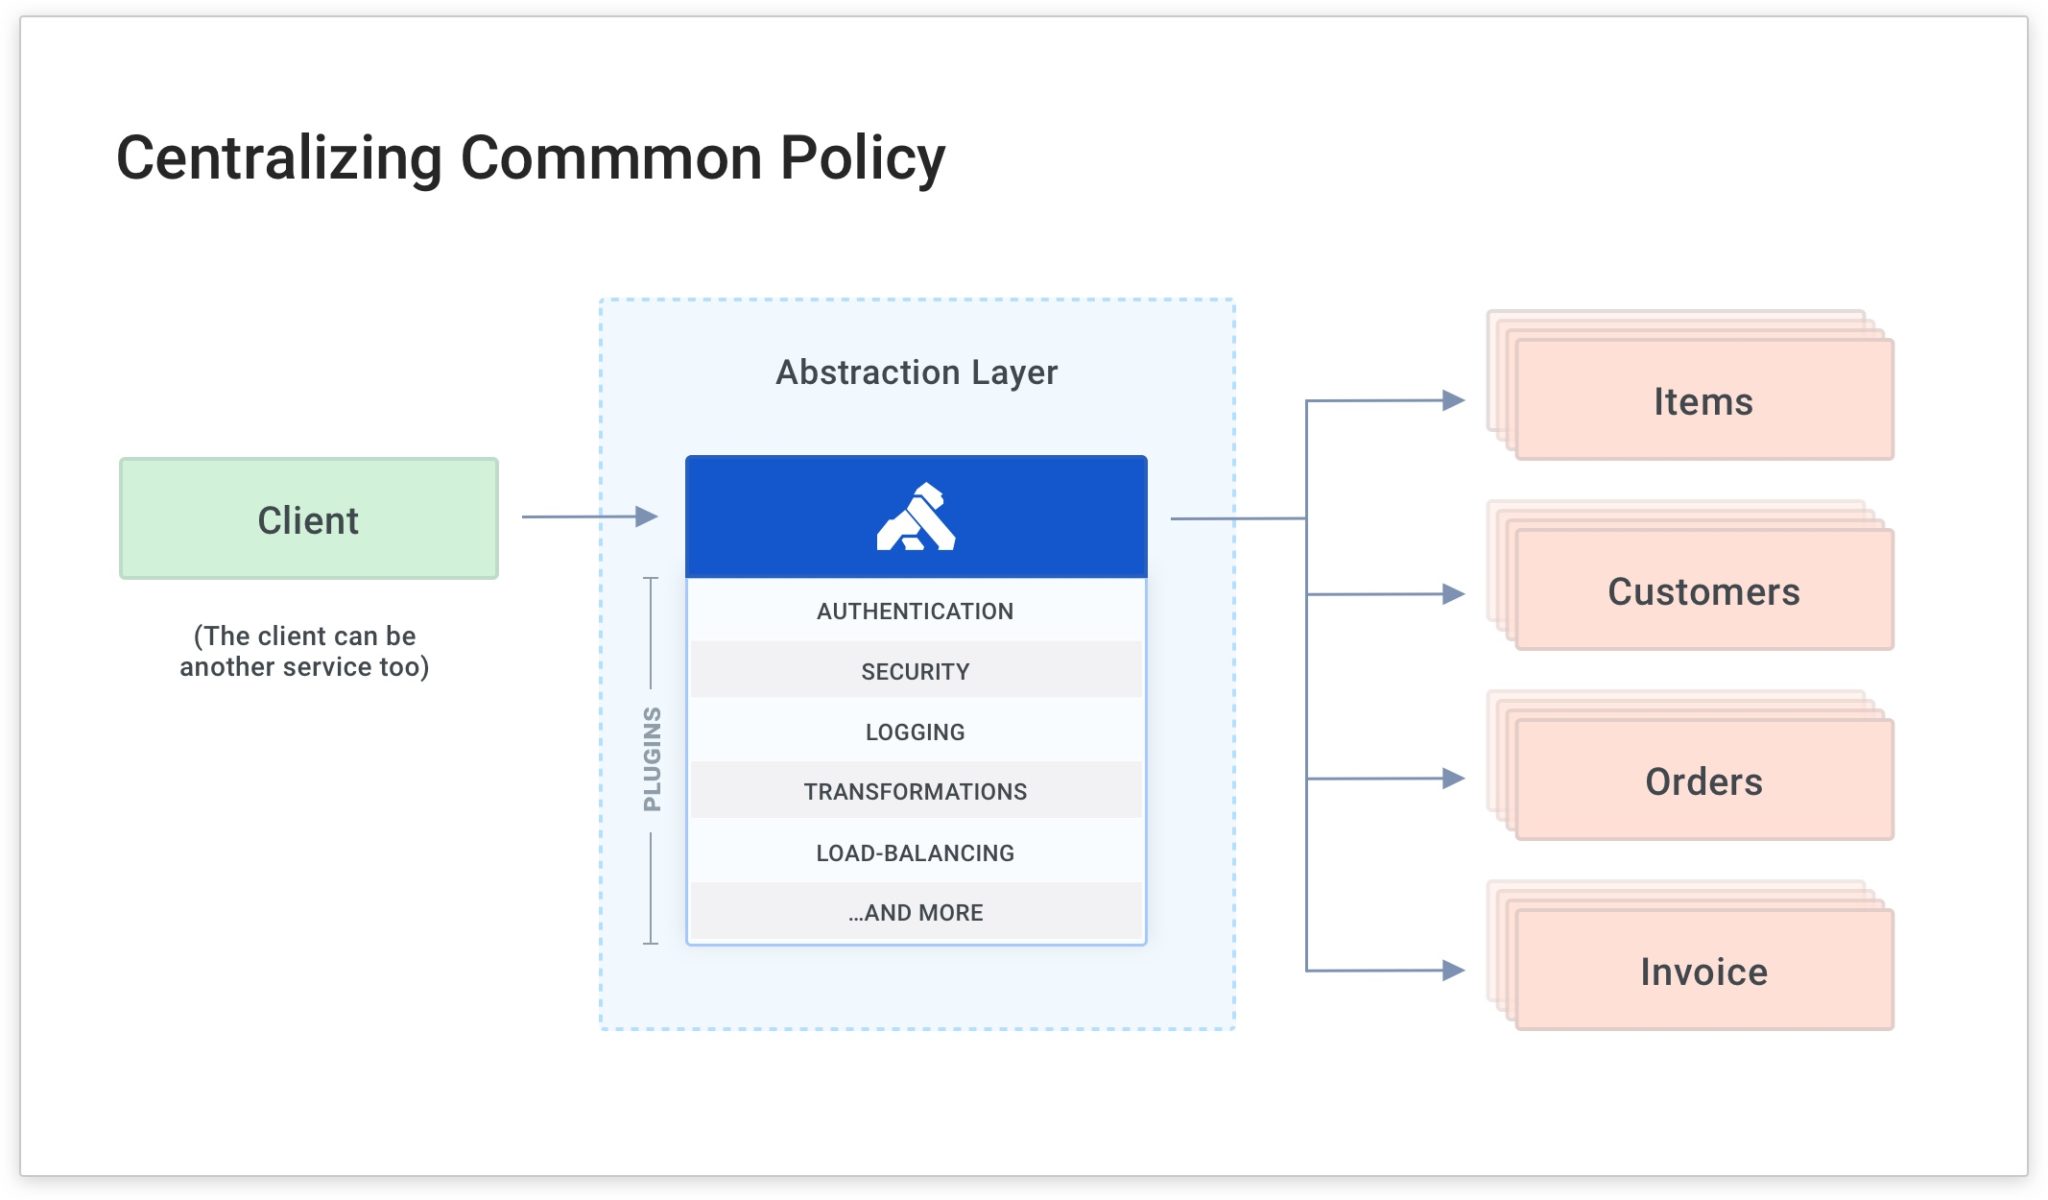 Centralizing Commmon Policy
Abstraction Layer
Client
(The client can be
another service too)
PLUGINS
AUTHENTICATION
SECURITY
LOGGING
TRANSFORMATIONS
LOAD-BALANCING
...AND MORE
Items
Customers
Orders
Invoice